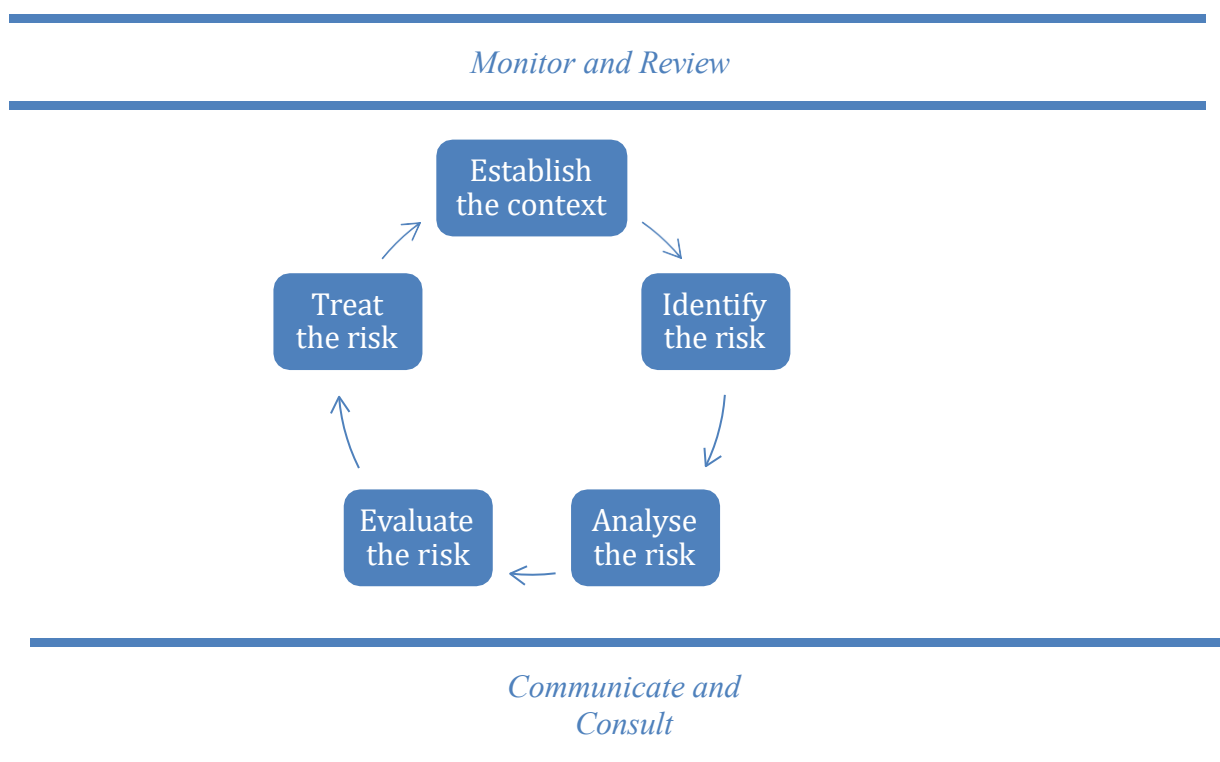 Monitor and Review
Establish
the context
Treat
the risk
Identify
the risk
Evaluate
the risk
Analyse
the risk
Communicate and
Consult